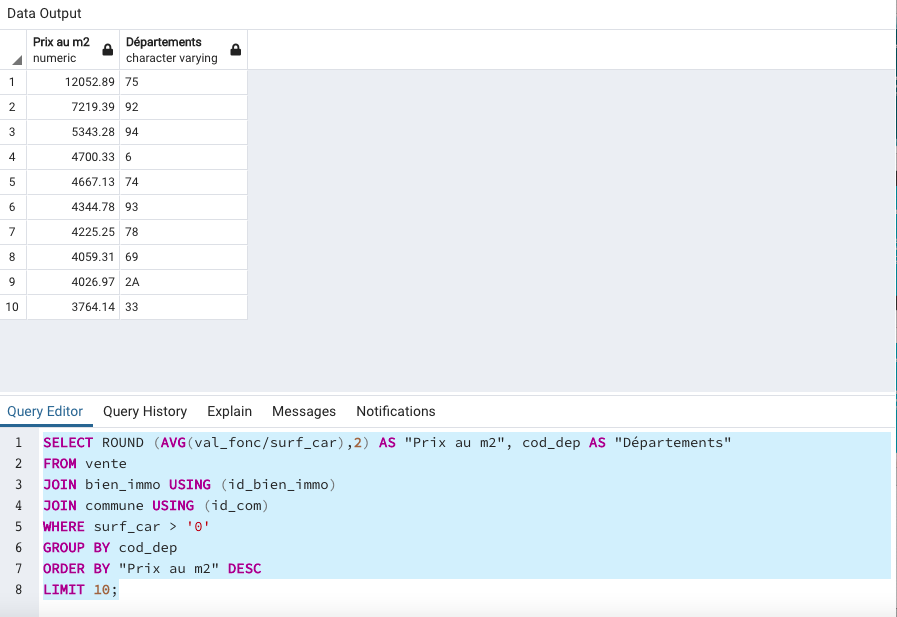 Data Output
Prix au m2 Départements
numeric character varying
1 12052.89 75
2 7219.39 92
3 5343.28 94
4 4700.33 6
5 4667.13 74
6 4344.78 93
7 4225.25 78
8 4059.31 69
9 4026.97 2A
10 3764.14 33
Query Editor Query History Explain Messages Notifications
1 SELECT ROUND (AVG(val_fonc/surf_car),2) AS "Prix au m2", cod_dep AS "Départements"
2 FROM vente
3 JOIN bien_immo USING (id_bien_immo)
4 JOIN commune USING (id_com)
5 WHERE surf_car > '0'
6 GROUP BY cod_dep
7 ORDER BY "Prix au m2" DESC
8 LIMIT 10;